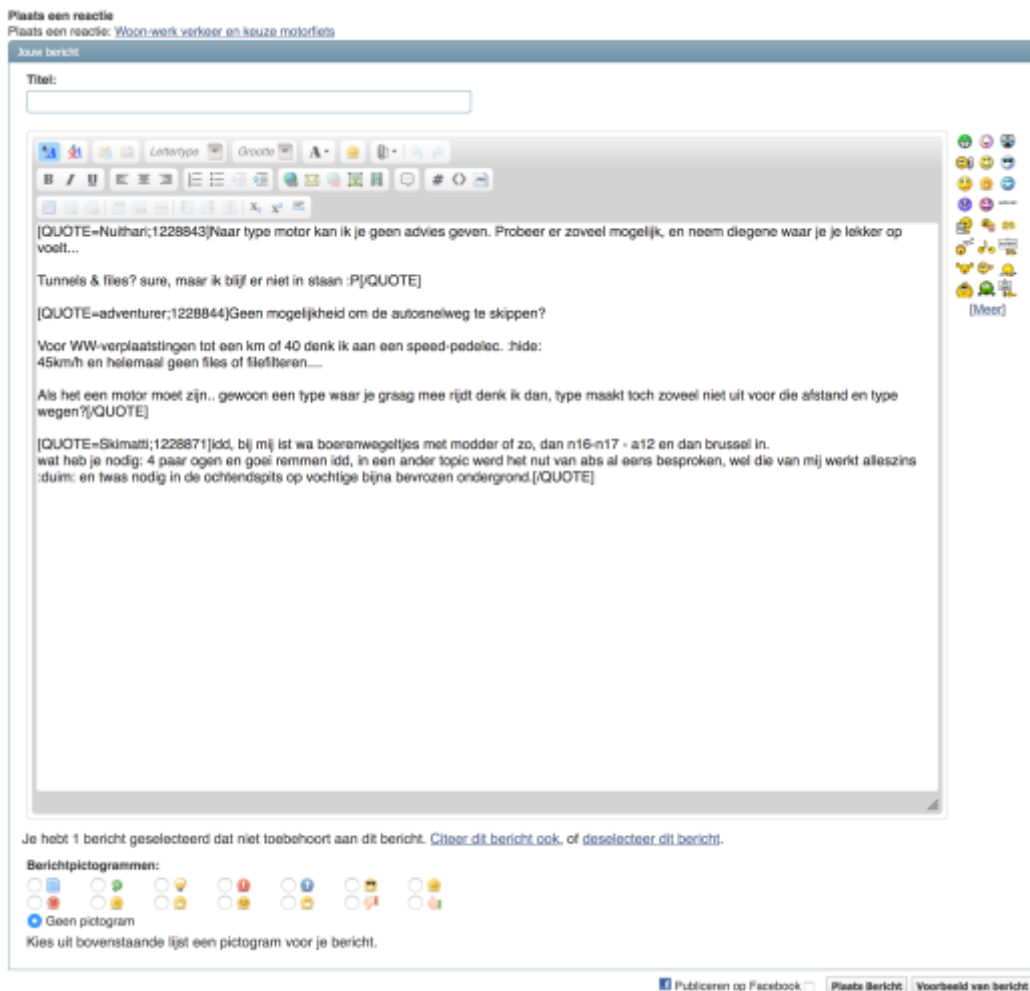 Plaats een reactie
Plaats een reactie: Woon-werk verkeer en keuze motorfiets
Jouw bericht
Titel:
Lettertype Grootte A
B I U
[QUOTE=Nuithari;1228843]Naar type motor kan ik je geen advies geven. Probeer er zoveel mogelijk, en neem diegene waar je je lekker op
voelt...
Tunnels & files? sure, maar ik blijf er niet in staan :P[/QUOTE]
[QUOTE=adventurer;1228844]Geen mogelijkheid om de autosnelweg te skippen?
Voor WW-verplaatstingen tot een km of 40 denk ik aan een speed-pedelec. :hide:
45km/h en helemaal geen files of filefilteren....
Als het een motor moet zijn.. gewoon een type waar je graag mee rijdt denk ik dan, type maakt toch zoveel niet uit voor die afstand en type
wegen?[/QUOTE]
[QUOTE=Skimatti;1228871]idd, bij mij ist wa boerenwegeltjes met modder of zo, dan n16-n17 - a12 en dan brussel in.
wat heb je nodig: 4 paar ogen en goei remmen idd, in een ander topic werd het nut van abs al eens besproken, wel die van mij werkt alleszins
:duim: en twas nodig in de ochtendspits op vochtige bijna bevrozen ondergrond.[/QUOTE]
[Meer]
Je hebt 1 bericht geselecteerd dat niet toebehoort aan dit bericht. Citeer dit bericht ook, of deselecteer dit bericht.
Berichtpictogrammen:
Geen pictogram
Kies uit bovenstaande lijst een pictogram voor je bericht.
Publiceren op Facebook Plaats Bericht Voorbeeld van bericht